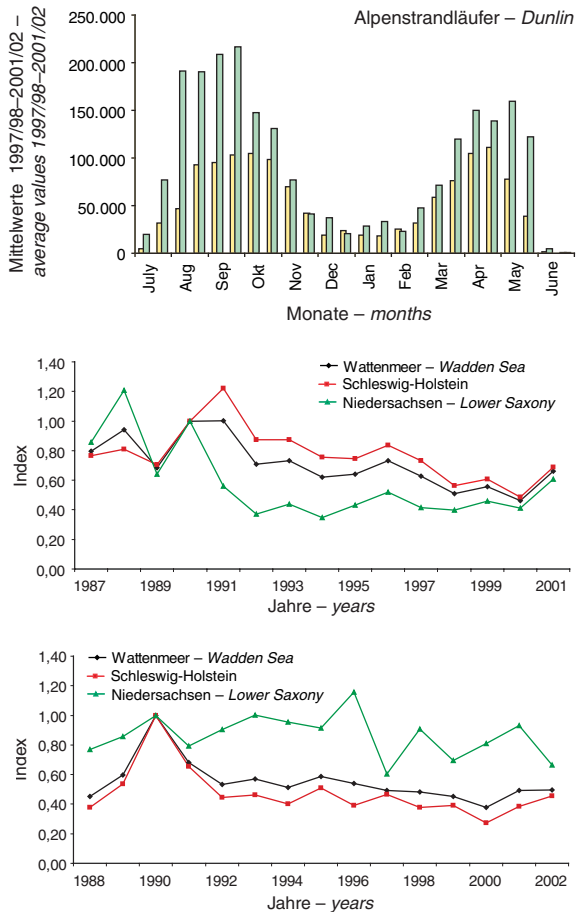 Alpenstrandläufer – Dunlin
Mittelwerte 1997/98–2001/02 –
average values 1997/98–2001/02
250.000
200.000
150.000
100.000
50.000
0
July
Aug
Sep
Okt
Nov
Dec
Jan
Feb
Mar
Apr
May
June
Monate – months
1,40
1,20
1,00
0,80
0,60
0,40
0,20
0,00
Index
Wattenmeer – Wadden Sea
Schleswig-Holstein
Niedersachsen – Lower Saxony
1987 1989 1991 1993 1995 1997 1999 2001
Jahre – years
Wattenmeer – Wadden Sea
Schleswig-Holstein
Niedersachsen – Lower Saxony
1,40
1,20
1,00
0,80
0,60
0,40
0,20
0,00
Index
1988 1990 1992 1994 1996 1998 2000 2002
Jahre – years